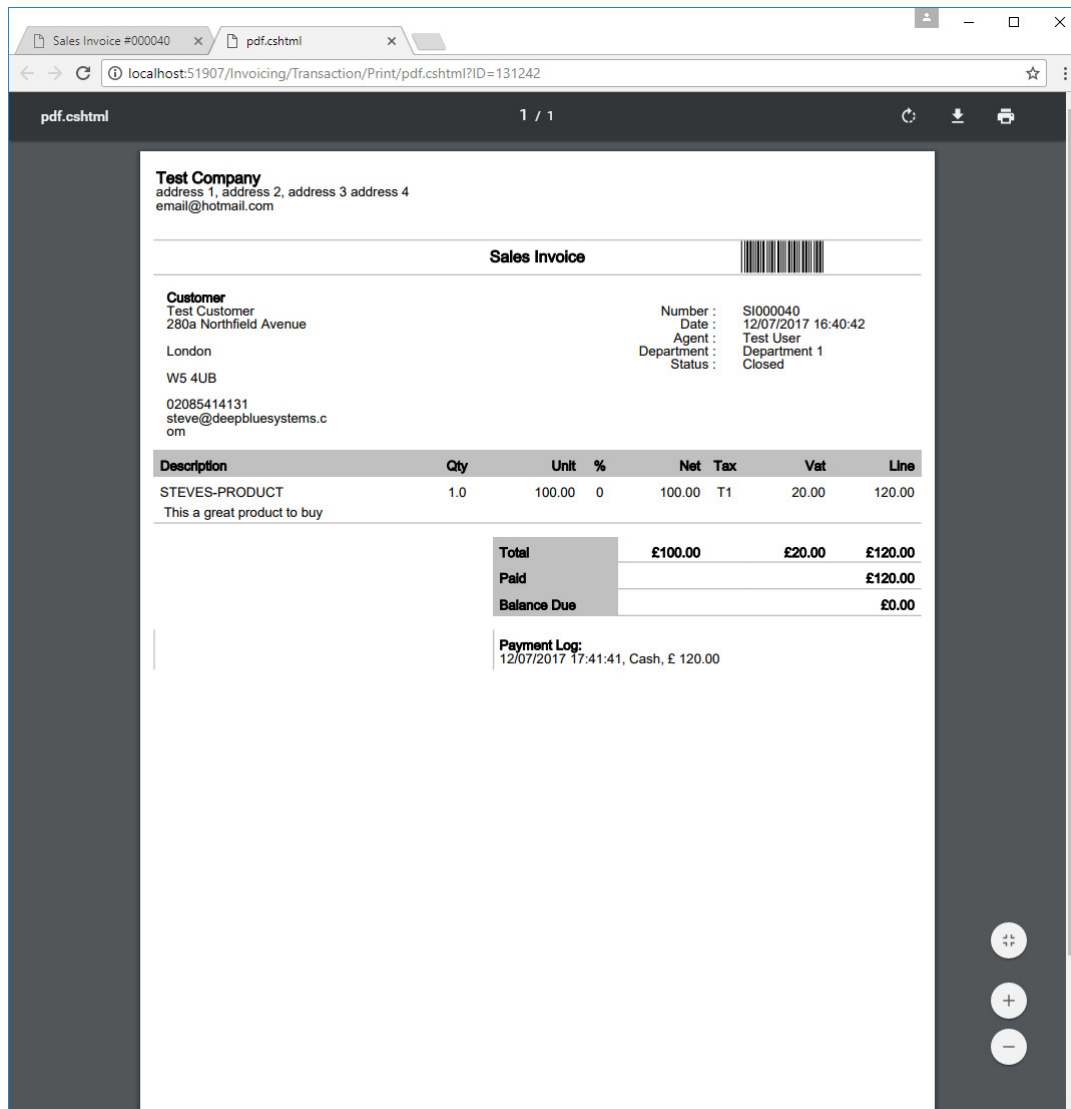 Sales Invoice #000040
pdf.cshtml
localhost:51907/Invoicing/Transaction/Print/pdf.cshtml?ID=131242
pdf.cshtml 1 / 1
Test Company
address 1, address 2, address 3 address 4
email@hotmail.com
Sales Invoice
Customer
Test Customer
280a Northfield Avenue
London
W5 4UB
02085414131
steve@deepbluesystems.c
om
Number : SI000040
Date : 12/07/2017 16:40:42
Agent : Test User
Department : Department 1
Status : Closed
Description Qty Unit % Net Tax Vat Line
STEVES-PRODUCT 1.0 100.00 0 100.00 T1 20.00 120.00
This a great product to buy
Total £100.00 £20.00 £120.00
Paid £120.00
Balance Due £0.00
Payment Log:
12/07/2017 17:41:41, Cash, £ 120.00